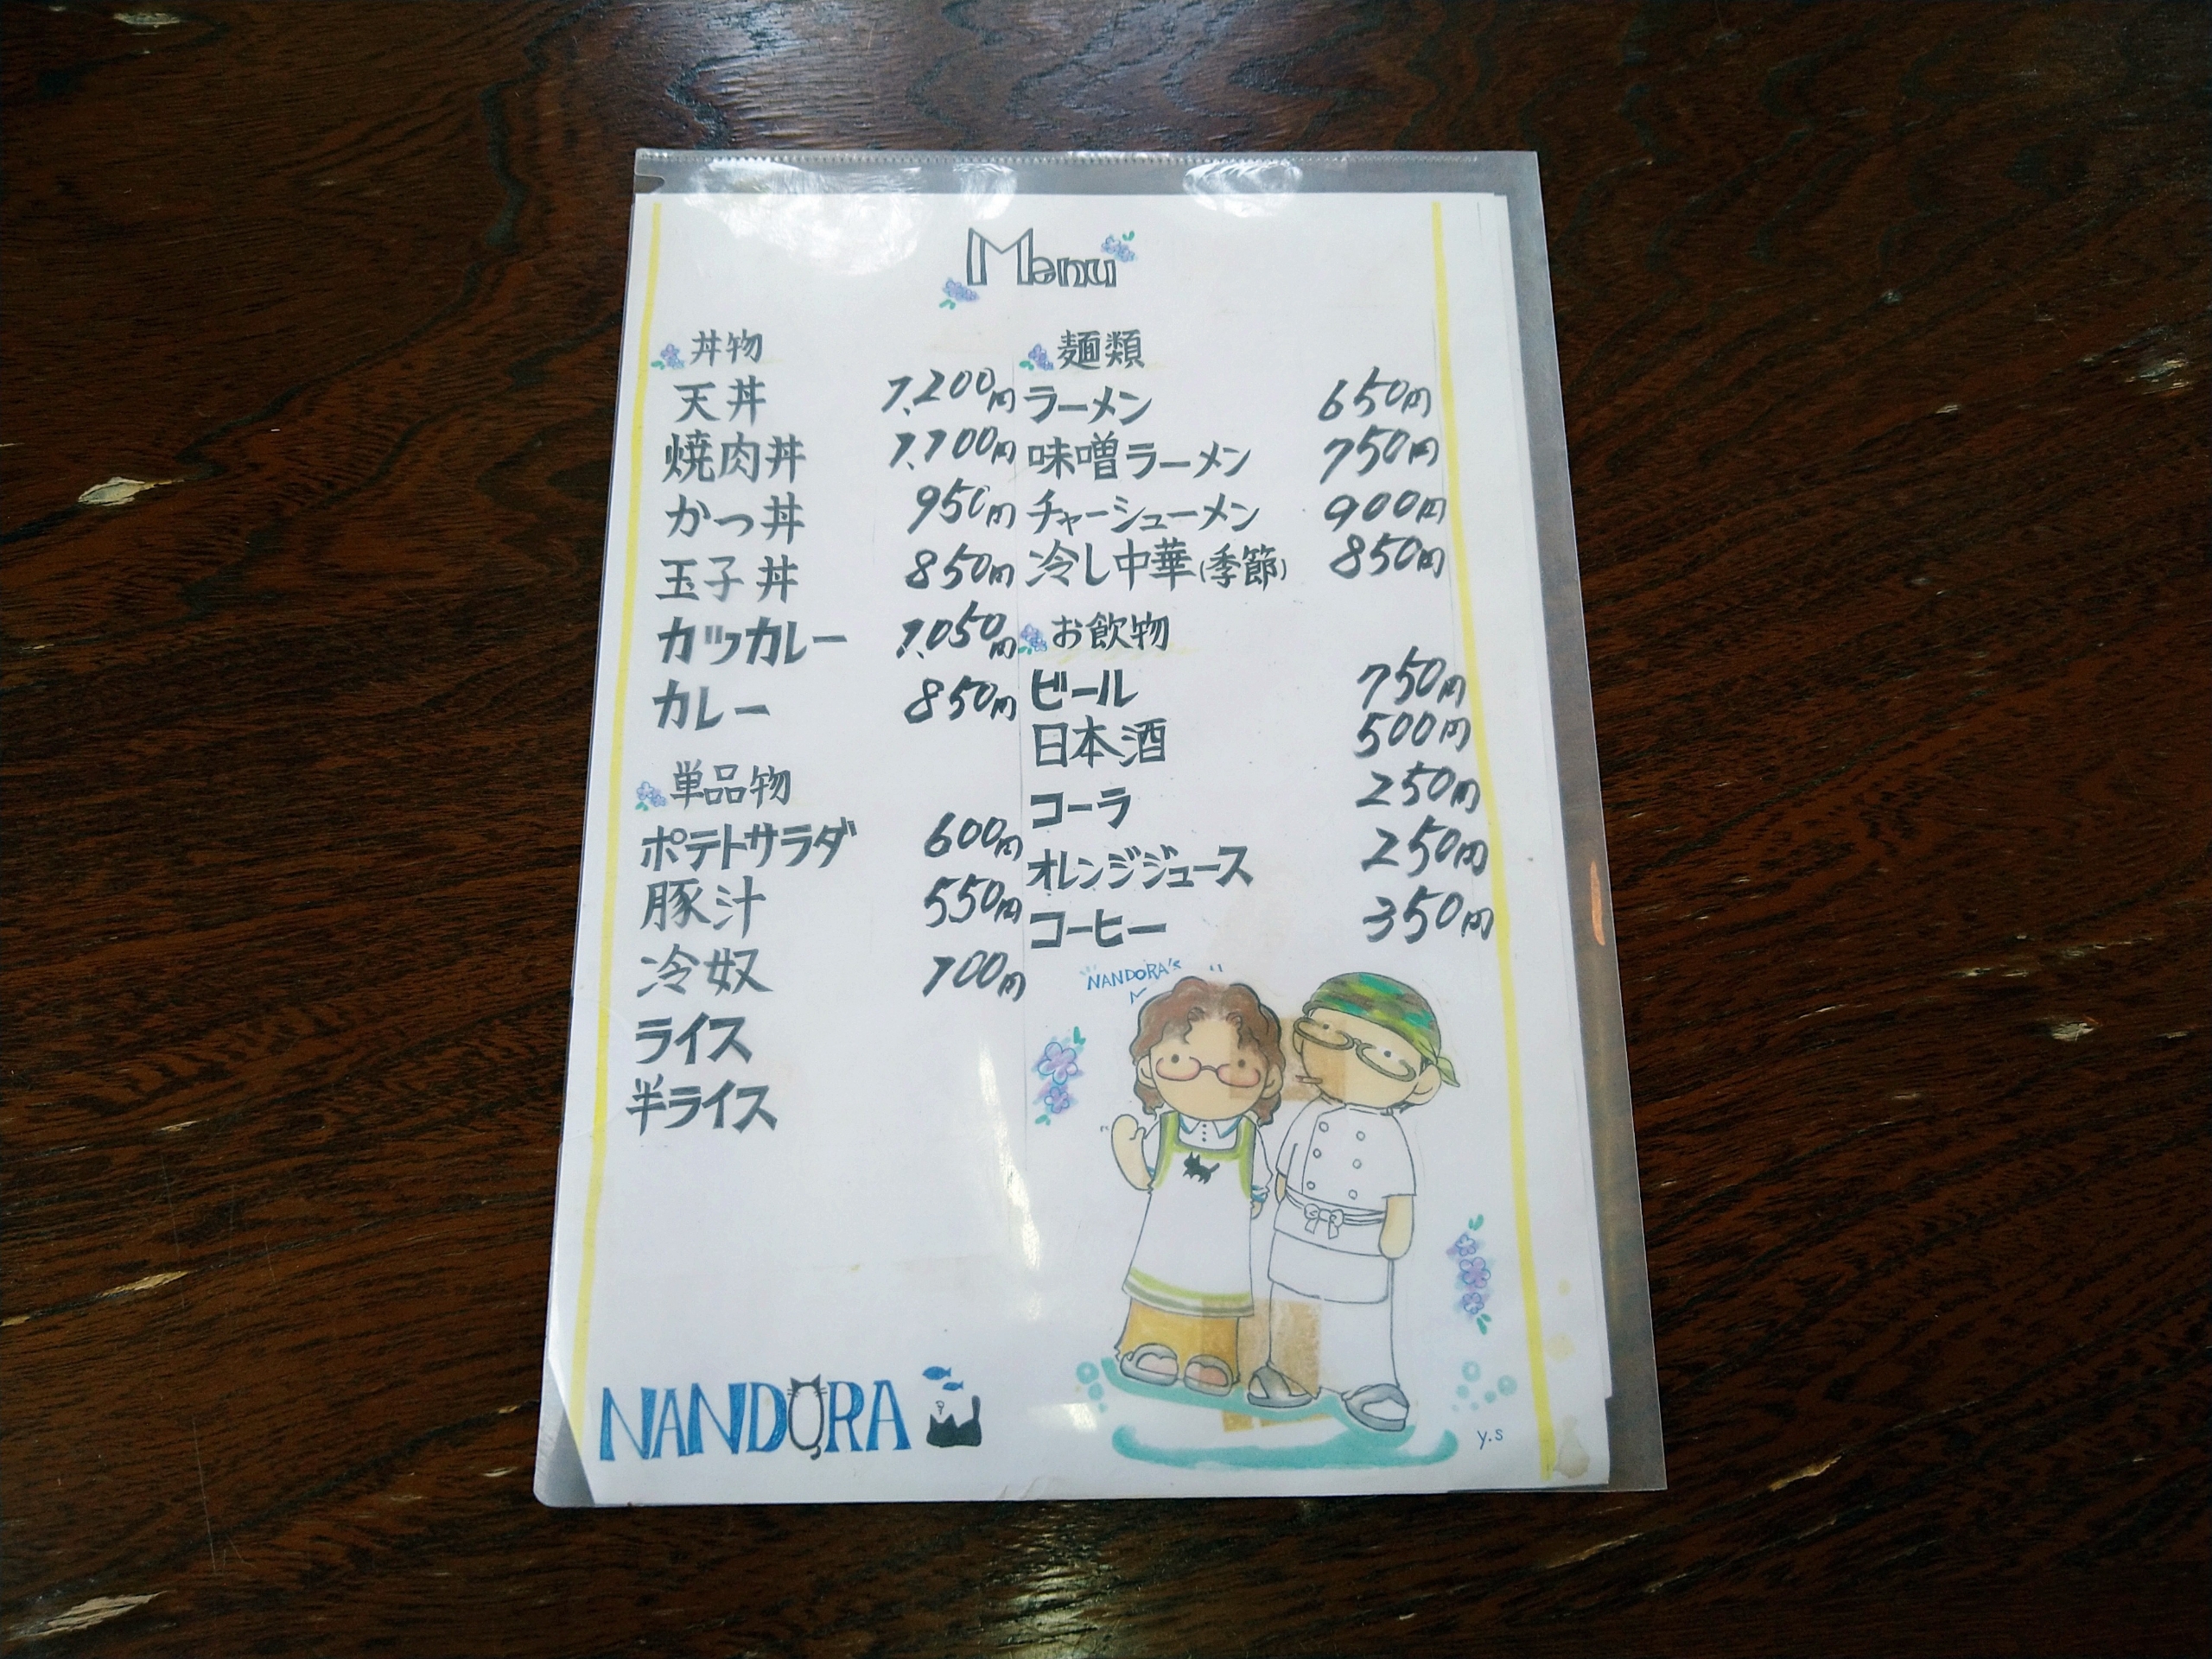 Menu
丼物
天丼 1,200円
焼肉丼 1,100円
かつ丼 950円
玉子丼 850円
カツカレー 1,050円
カレー 850円
単品物
ポテトサラダ 600円
豚汁 550円
冷奴 100円
ライス
半ライス
麺類
ラーメン 650円
味噌ラーメン 750円
チャーシューメン 900円
冷し中華(季節) 850円
お飲物
ビール 750円
日本酒 500円
コーラ 250円
オレンジジュース 250円
コーヒー 350円
NANDORA's
NANDORA
y.s